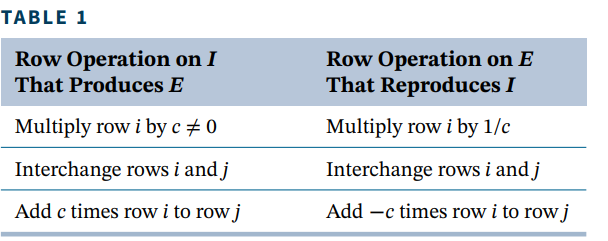 TABLE 1
Row Operation on I That Produces E
Row Operation on E That Reproduces I
Multiply row i by c ≠ 0
Multiply row i by 1/c
Interchange rows i and j
Interchange rows i and j
Add c times row i to row j
Add −c times row i to row j